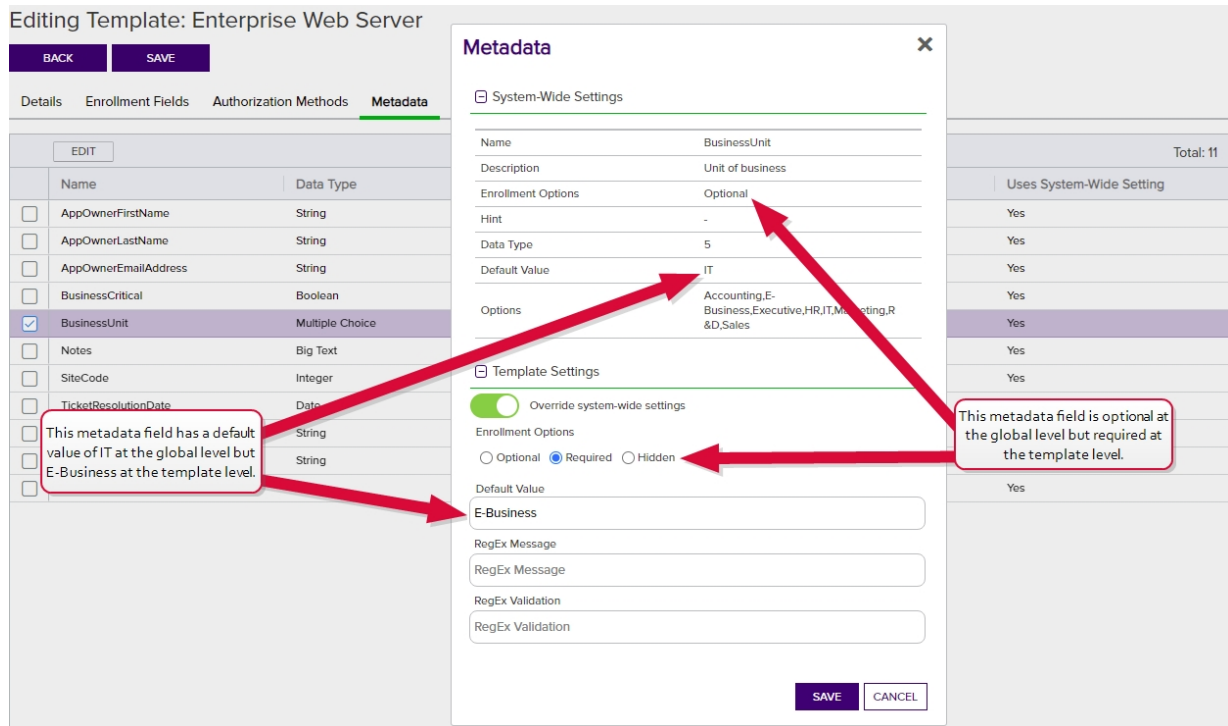 Editing Template: Enterprise Web Server
BACK
SAVE
Details
Enrollment Fields
Authorization Methods
Metadata
EDIT
Total: 11
Name
Data Type
Uses System-Wide Setting
AppOwnerFirstName
String
Yes
AppOwnerLastName
String
Yes
AppOwnerEmailAddress
String
Yes
BusinessCritical
Boolean
Yes
BusinessUnit
Multiple Choice
Yes
Notes
Big Text
Yes
SiteCode
Integer
Yes
TicketResolutionDate
Date
String
String
Yes
This metadata field has a default
value of IT at the global level but
E-Business at the template level.
Metadata
System-Wide Settings
Name
BusinessUnit
Description
Unit of business
Enrollment Options
Optional
Hint
-
Data Type
5
Default Value
IT
Options
Accounting,E-
Business,Executive,HR,IT,Marketing,R
&D,Sales
Template Settings
Override system-wide settings
Enrollment Options
Optional
Required
Hidden
Default Value
E-Business
RegEx Message
RegEx Message
RegEx Validation
RegEx Validation
SAVE
CANCEL
This metadata field is optional at
the global level but required at
the template level.